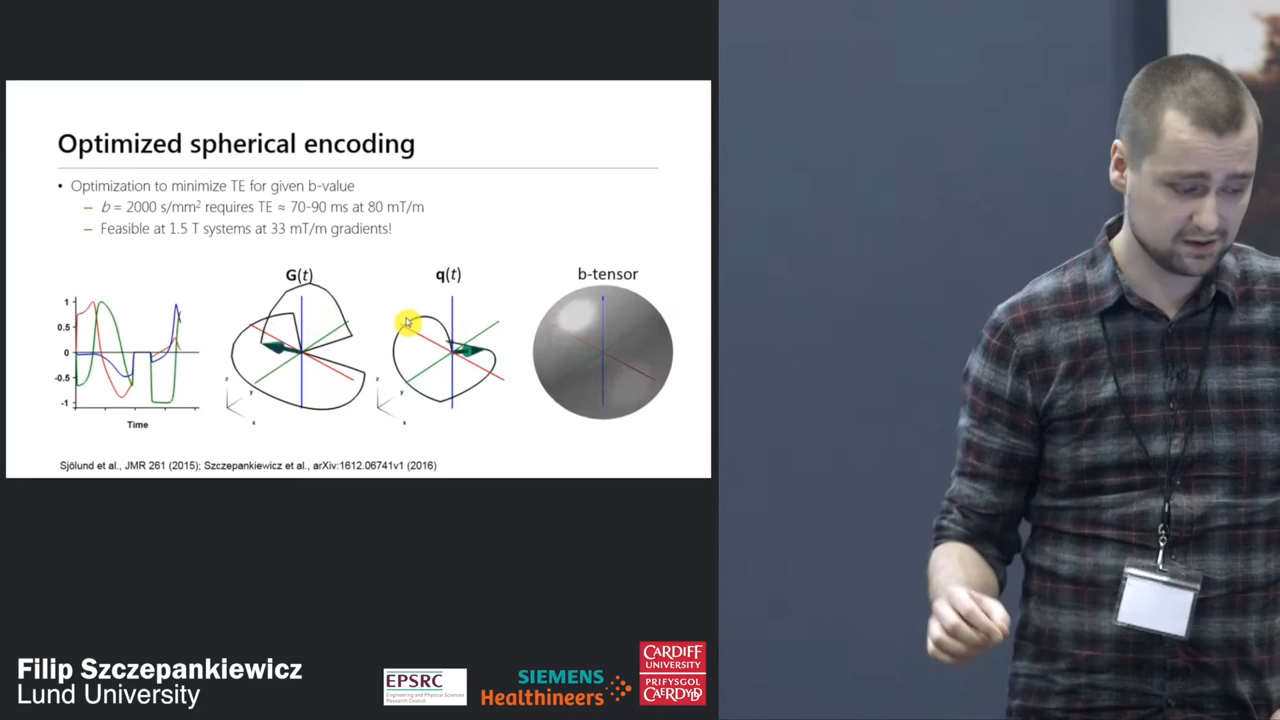 Optimized spherical encoding
• Optimization to minimize TE for given b-value
– b = 2000 s/mm² requires TE ≈ 70-90 ms at 80 mT/m
– Feasible at 1.5 T systems at 33 mT/m gradients!
G(t)
q(t)
b-tensor
1
0.5
0
-0.5
-1
Time
z
y
x
z
y
x
Sjölund et al., JMR 261 (2015); Szczepankiewicz et al., arXiv:1612.06741v1 (2016)
Filip Szczepankiewicz
Lund University
EPSRC
Engineering and Physical Sciences
Research Council
SIEMENS
Healthineers
CARDIFF
UNIVERSITY
PRIFYSGOL
CAERDYDD